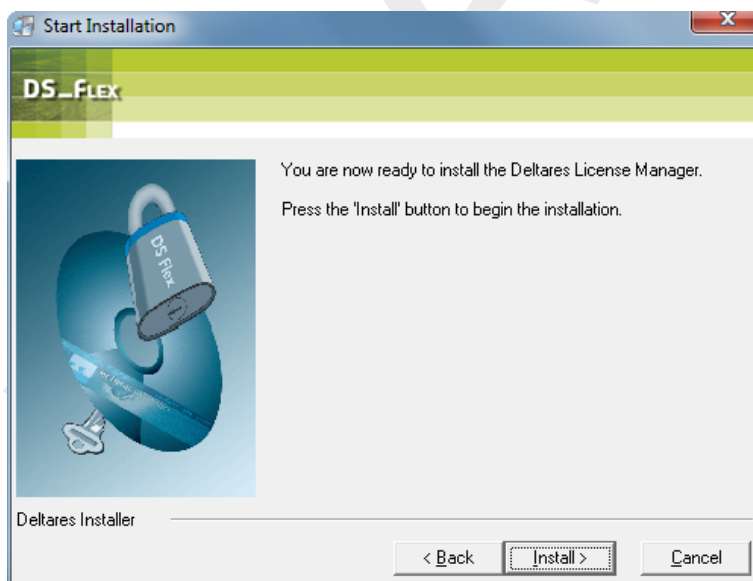 Start Installation
DS_FLEX
You are now ready to install the Deltares License Manager.
Press the 'Install' button to begin the installation.
DS Flex
Deltares Installer
< Back
Install >
Cancel